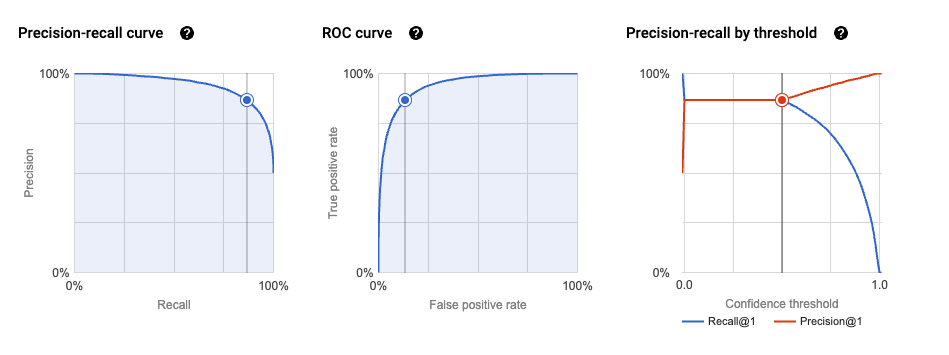 Precision-recall curve ?
ROC curve ?
Precision-recall by threshold ?
100%
Precision
0%
0%
100%
Recall
100%
True positive rate
0%
0%
100%
False positive rate
100%
0%
0.0
1.0
Confidence threshold
Recall@1
Precision@1